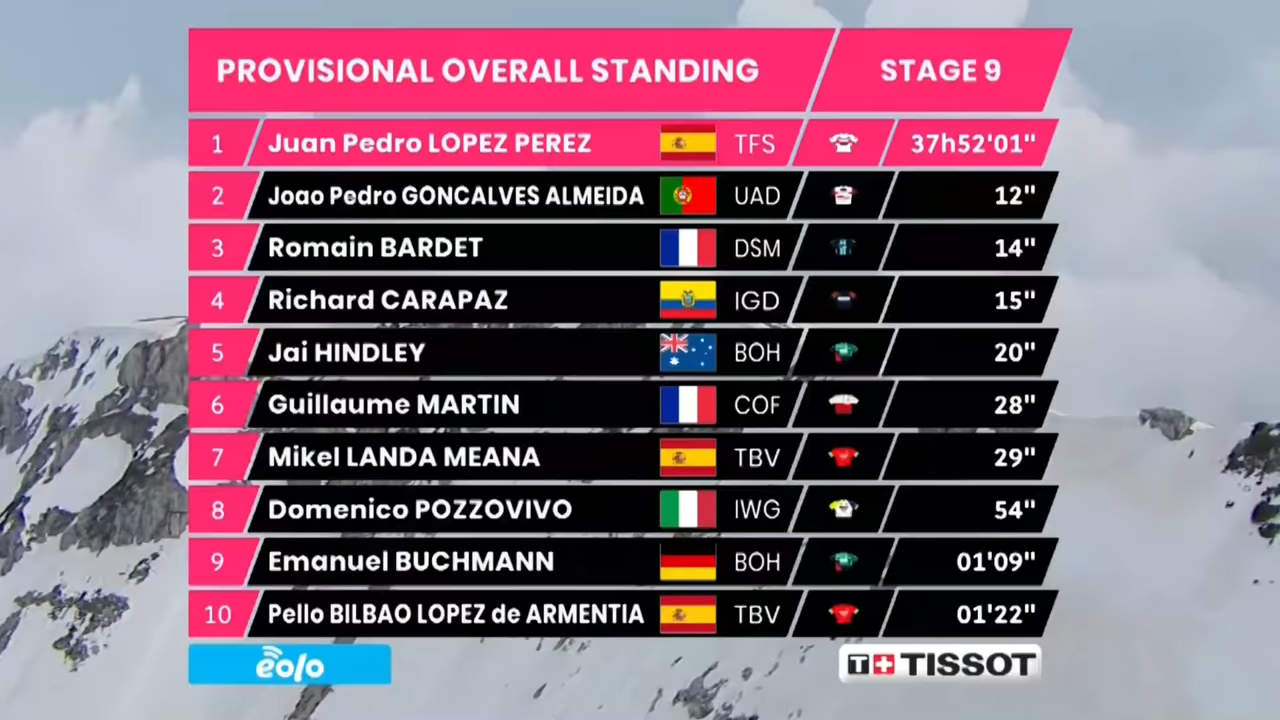 PROVISIONAL OVERALL STANDING STAGE 9
1 Juan Pedro LOPEZ PEREZ TFS 37h52'01"
2 Joao Pedro GONCALVES ALMEIDA UAD 12"
3 Romain BARDET DSM 14"
4 Richard CARAPAZ IGD 15"
5 Jai HINDLEY BOH 20"
6 Guillaume MARTIN COF 28"
7 Mikel LANDA MEANA TBV 29"
8 Domenico POZZOVIVO IWG 54"
9 Emanuel BUCHMANN BOH 01'09"
10 Pello BILBAO LOPEZ de ARMENTIA TBV 01'22"
eolo T+ TISSOT